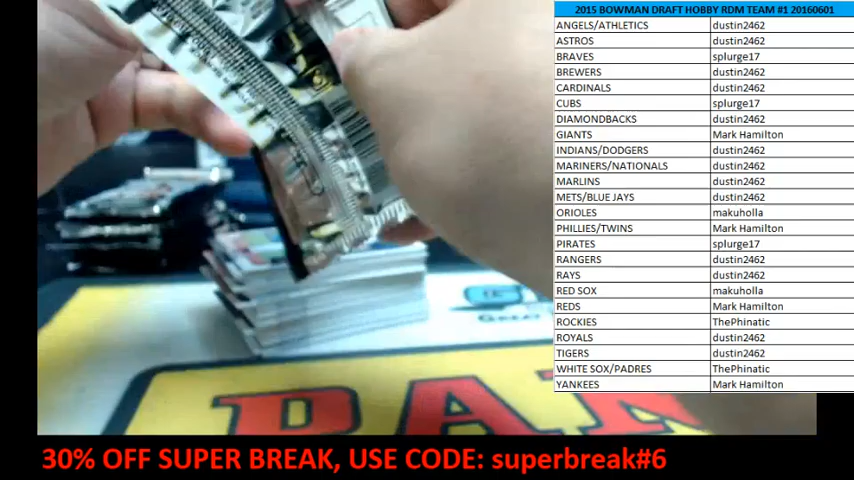 2015 BOWMAN DRAFT HOBBY RDM TEAM #1 20160601
ANGELS/ATHLETICS dustin2462
ASTROS dustin2462
BRAVES splurge17
BREWERS dustin2462
CARDINALS dustin2462
CUBS splurge17
DIAMONDBACKS dustin2462
GIANTS Mark Hamilton
INDIANS/DODGERS dustin2462
MARINERS/NATIONALS dustin2462
MARLINS dustin2462
METS/BLUE JAYS dustin2462
ORIOLES makuholla
PHILLIES/TWINS Mark Hamilton
PIRATES splurge17
RANGERS dustin2462
RAYS dustin2462
RED SOX makuholla
REDS Mark Hamilton
ROCKIES ThePhinatic
ROYALS dustin2462
TIGERS dustin2462
WHITE SOX/PADRES ThePhinatic
YANKEES Mark Hamilton
30% OFF SUPER BREAK, USE CODE: superbreak#6